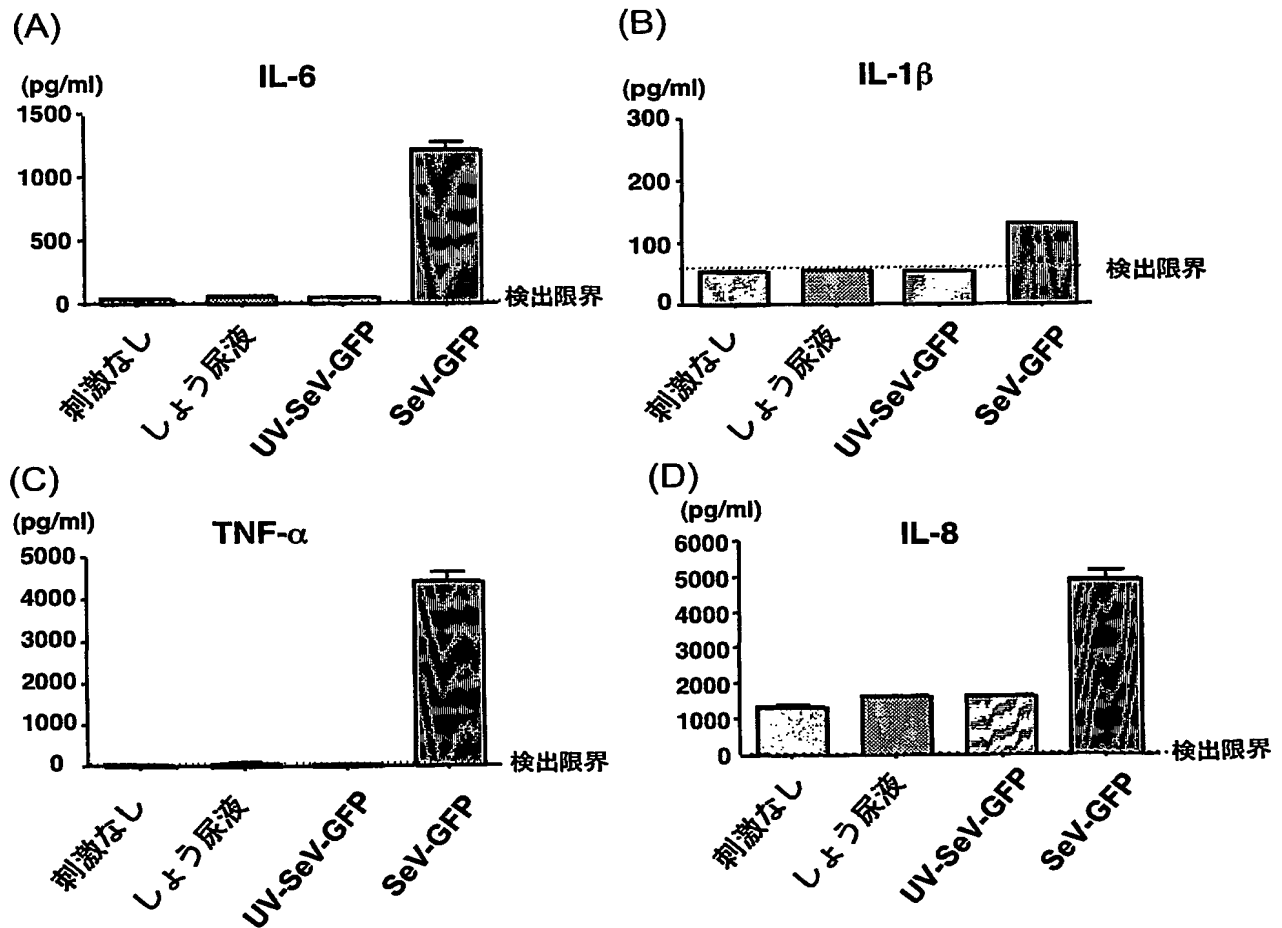 (A)
IL-6
(pg/ml)
1500
1000
500
0
検出限界
刺激なし
しょう尿液
UV-SeV-GFP
SeV-GFP
(B)
IL-1β
(pg/ml)
300
200
100
0
検出限界
刺激なし
しょう尿液
UV-SeV-GFP
SeV-GFP
(C)
(pg/ml)
TNF-α
5000
4000
3000
2000
1000
0
検出限界
刺激なし
しょう尿液
UV-SeV-GFP
SeV-GFP
(D)
(pg/ml)
IL-8
6000
5000
4000
3000
2000
1000
0
検出限界
刺激なし
しょう尿液
UV-SeV-GFP
SeV-GFP